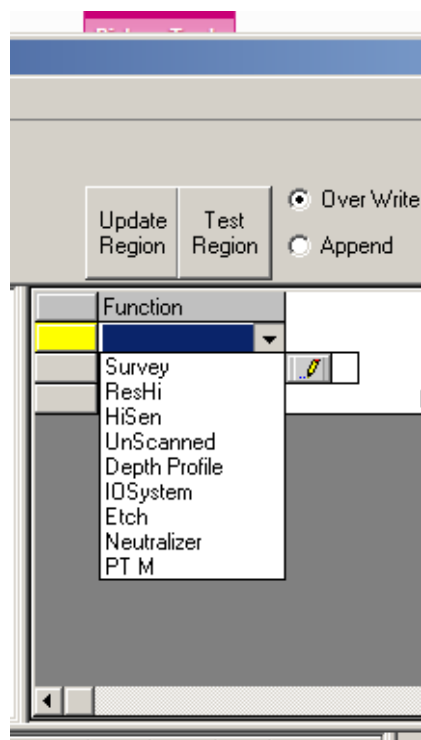 Update
Region
Test
Region
Over Write
Append
Function
Survey
ResHi
HiSen
UnScanned
Depth Profile
IOSystem
Etch
Neutralizer
PT M